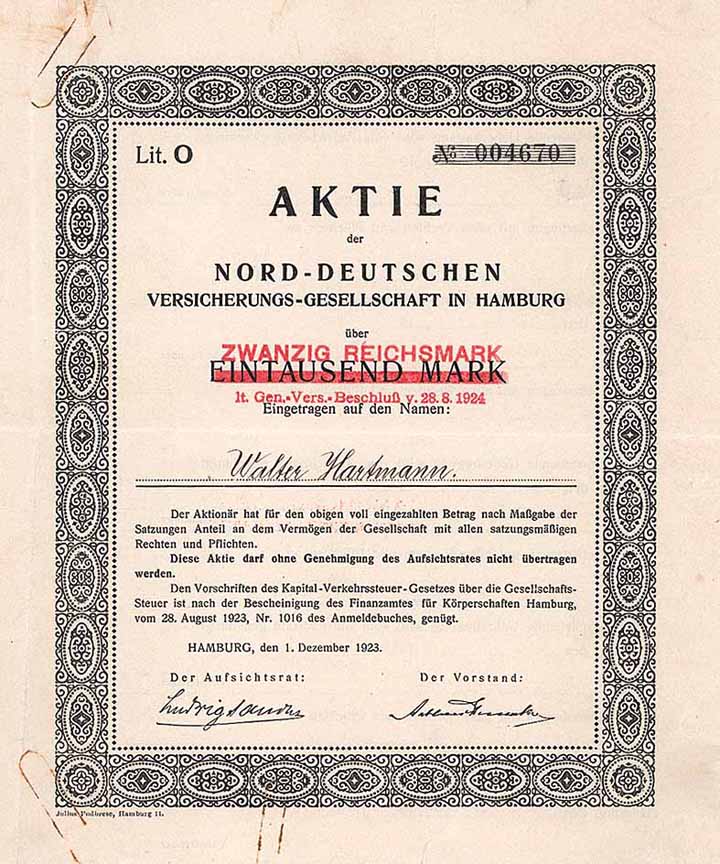 Lit. O
№ 004670
AKTIE
der
NORD-DEUTSCHEN
VERSICHERUNGS-GESELLSCHAFT IN HAMBURG
über
ZWANZIG REICHSMARK
EINTAUSEND MARK
lt. Gen.-Vers.-Beschluß v. 28. 8. 1924
Eingetragen auf den Namen:
Walter Hartmann.
Der Aktionär hat für den obigen voll eingezahlten Betrag nach Maßgabe der
Satzungen Anteil an dem Vermögen der Gesellschaft mit allen satzungsmäßigen
Rechten und Pflichten.
Diese Aktie darf ohne Genehmigung des Aufsichtsrates nicht übertragen
werden.
Den Vorschriften des Kapital-Verkehrssteuer-Gesetzes über die Gesellschafts-
Steuer ist nach der Bescheinigung des Finanzamtes für Körperschaften Hamburg,
vom 28. August 1923, Nr. 1016 des Anmeldebuches, genügt.
HAMBURG, den 1. Dezember 1923.
Der Aufsichtsrat:
Der Vorstand:
Julius Hamburg 11.